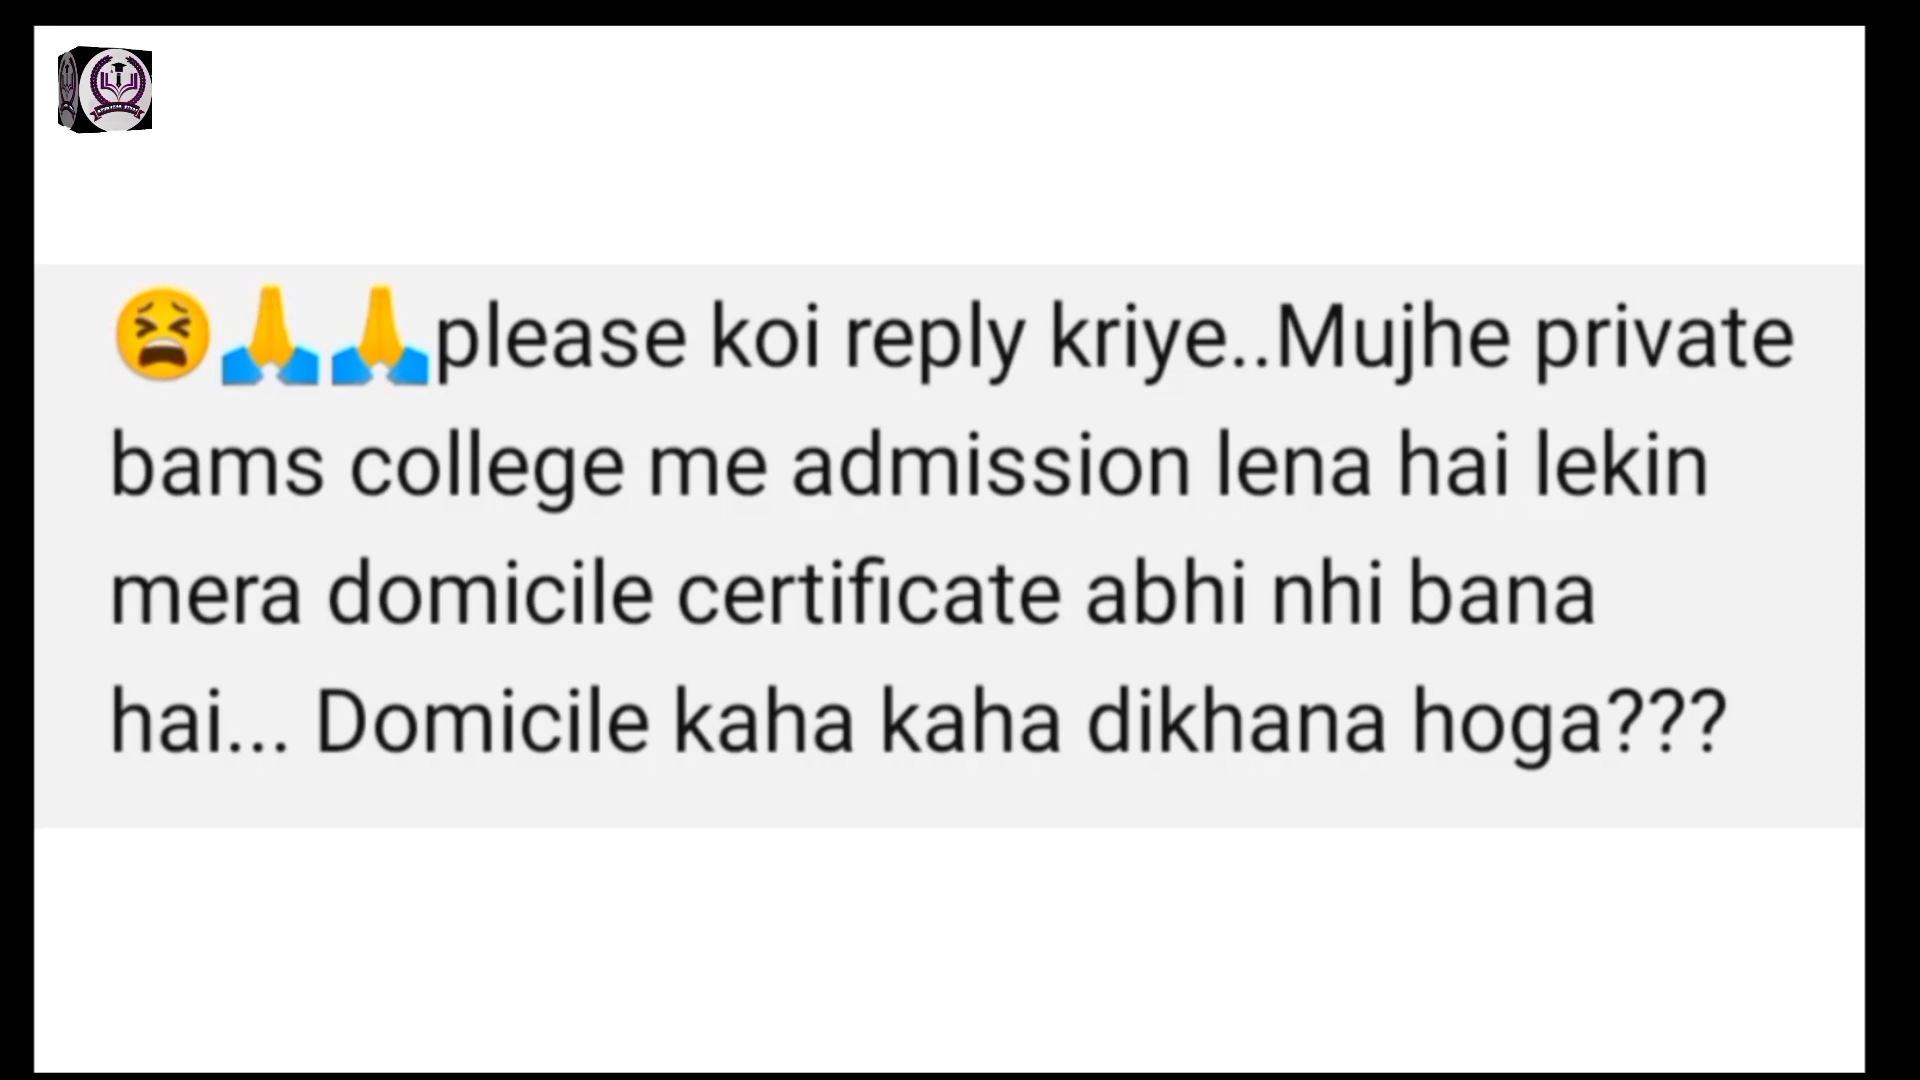 😫🙏🙏please koi reply kriye..Mujhe private
bams college me admission lena hai lekin
mera domicile certificate abhi nhi bana
hai... Domicile kaha kaha dikhana hoga???